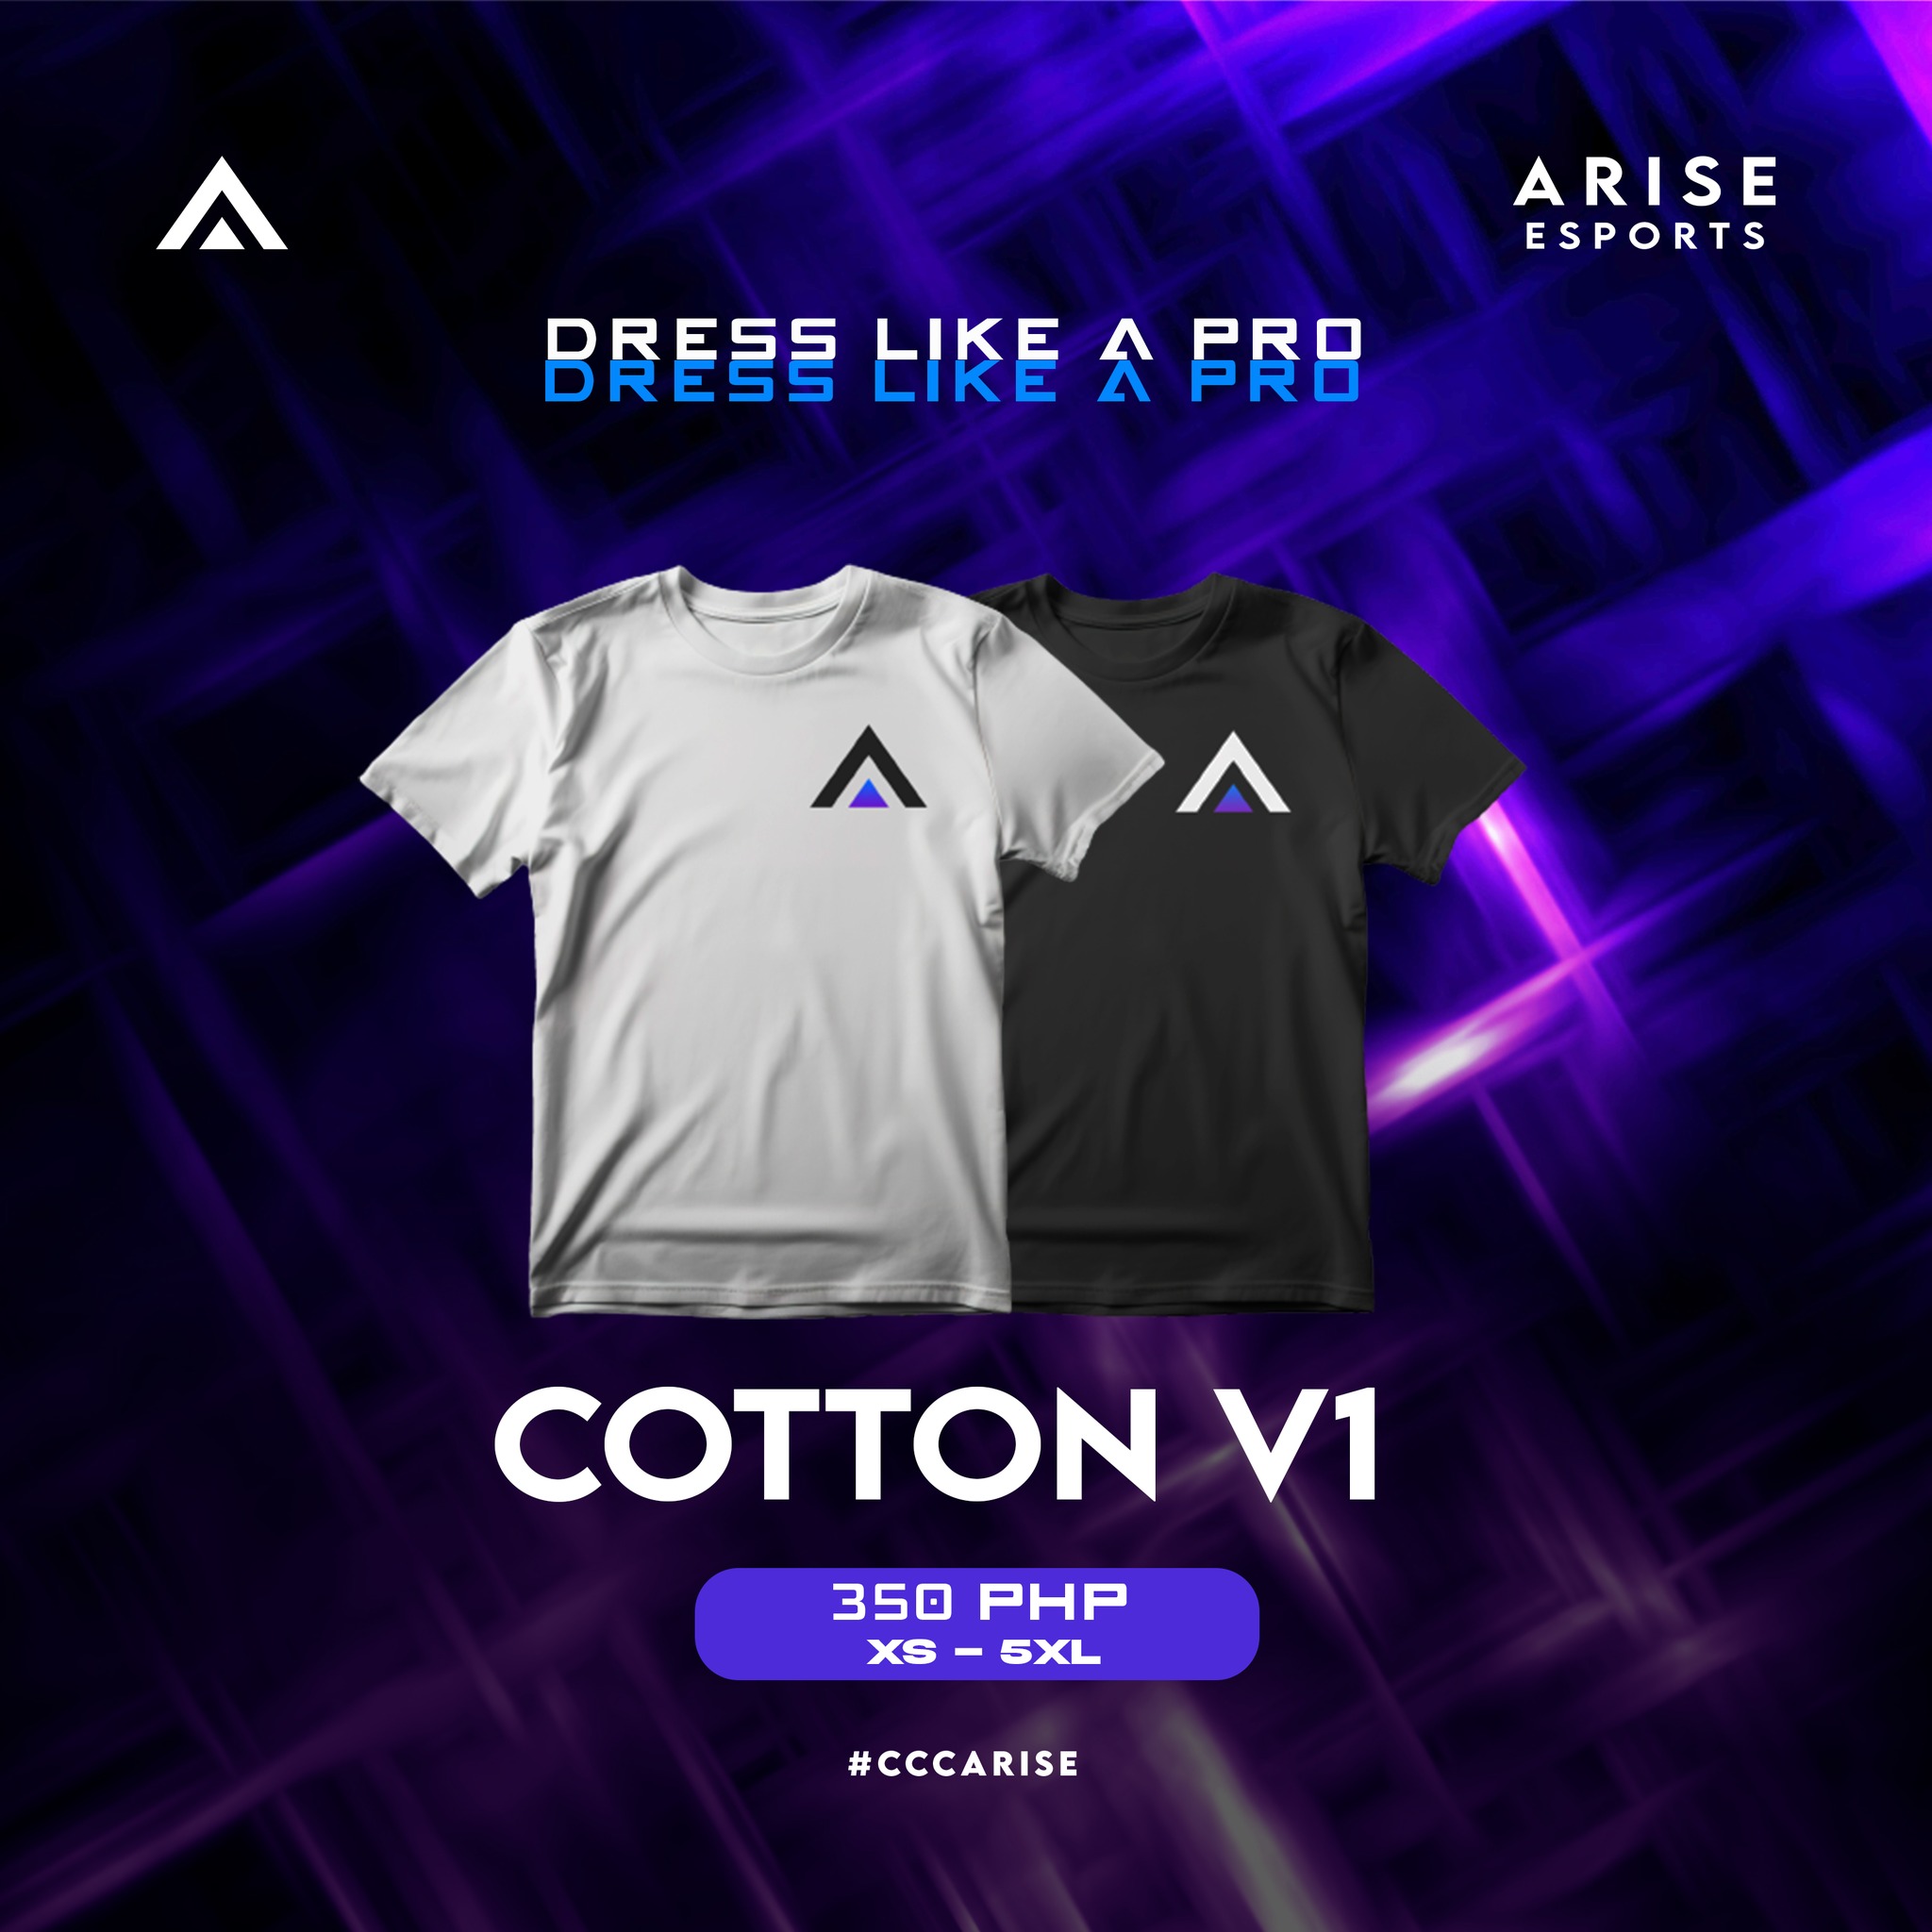 ARISE
ESPORTS
DRESS LIKE A PRO
DRESS LIKE A PRO
COTTON V1
350 PHP
XS - 5XL
#CCCARISE